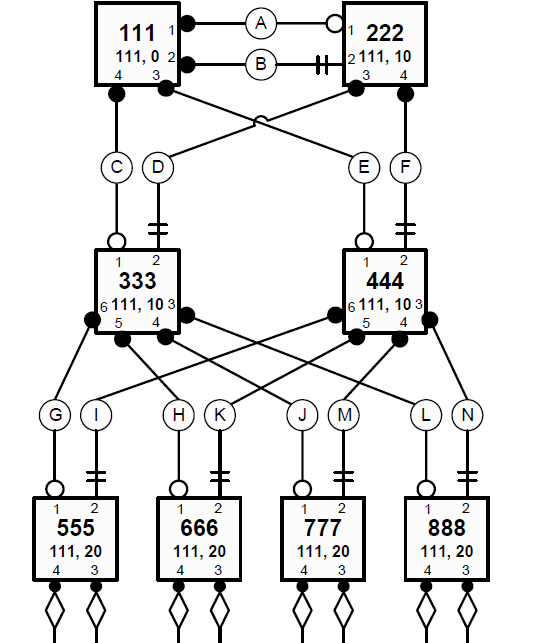 111 1 A 1 222
111, 0 2 B 2 111, 10
4 3 3 4
C D E F
1 2 1 2
333 444
6 111, 10 3 6 111, 10 3
5 4 5 4
G I H K J M L N
1 2 1 2 1 2 1 2
555 666 777 888
111, 20 111, 20 111, 20 111, 20
4 3 4 3 4 3 4 3